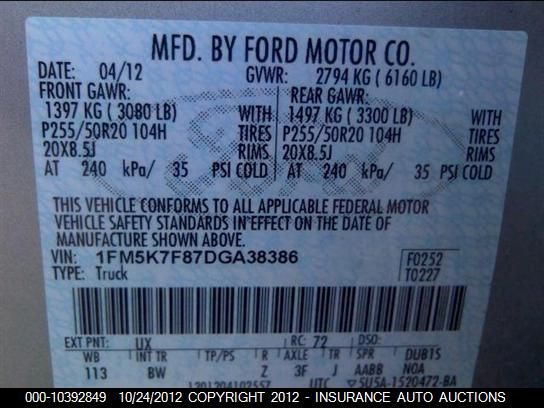 MFD. BY FORD MOTOR CO.
DATE: 04/12 GVWR: 2794 KG ( 6160 LB)
FRONT GAWR: REAR GAWR:
1397 KG ( 3080 LB) WITH 1497 KG ( 3300 LB) WITH
P255/50R20 104H TIRES P255/50R20 104H TIRES
20X8.5J RIMS 20X8.5J RIMS
AT 240 kPa/ 35 PSI COLD AT 240 kPa/ 35 PSI COLD
THIS VEHICLE CONFORMS TO ALL APPLICABLE FEDERAL MOTOR
VEHICLE SAFETY STANDARDS IN EFFECT ON THE DATE OF
MANUFACTURE SHOWN ABOVE.
VIN: 1FM5K7F87DGA38386 F0252
TYPE: Truck T0227
EXT PNT: UX RC: 72 DSO:
WB INT TR TP/PS R AXLE TR SPR DUB1S
113 BW Z 3F J AABB N0A
UTC
000-10392849 10/24/2012 COPYRIGHT 2012 - INSURANCE AUTO AUCTIONS